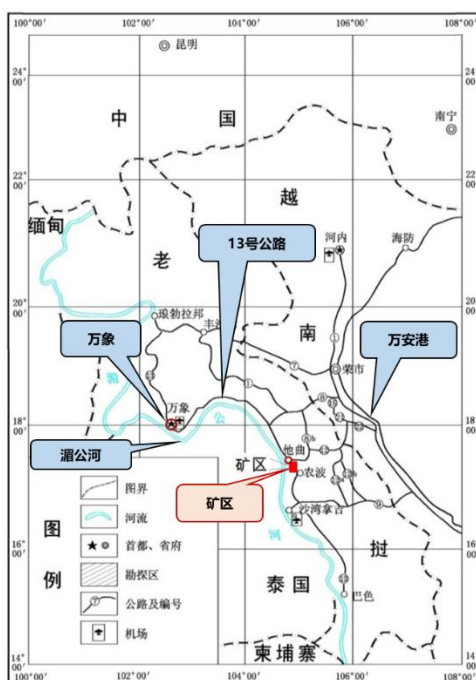 100°00′
102°00′
104°00′
106°00′
108°00′
昆明
24°
00′
24°
00′
中 国
南宁
22°
00′
22°
00′
越
缅甸
13号公路
河内
海防
老
20°
00′
20°
00′
琅勃拉邦
丰沙
南
万象
万安港
荣市
湄
万象
公
18°
00′
18°
00′
湄公河
他曲
矿区
农波
矿区
河
沙湾拿吉
图界
河流
首都、省府
勘探区
公路及编号
机场
图例
16°
00′
16°
00′
挝
泰国
巴色
柬埔寨
14°
00′
14°
00′
100°00′
102°00′
104°00′
106°00′
108°00′